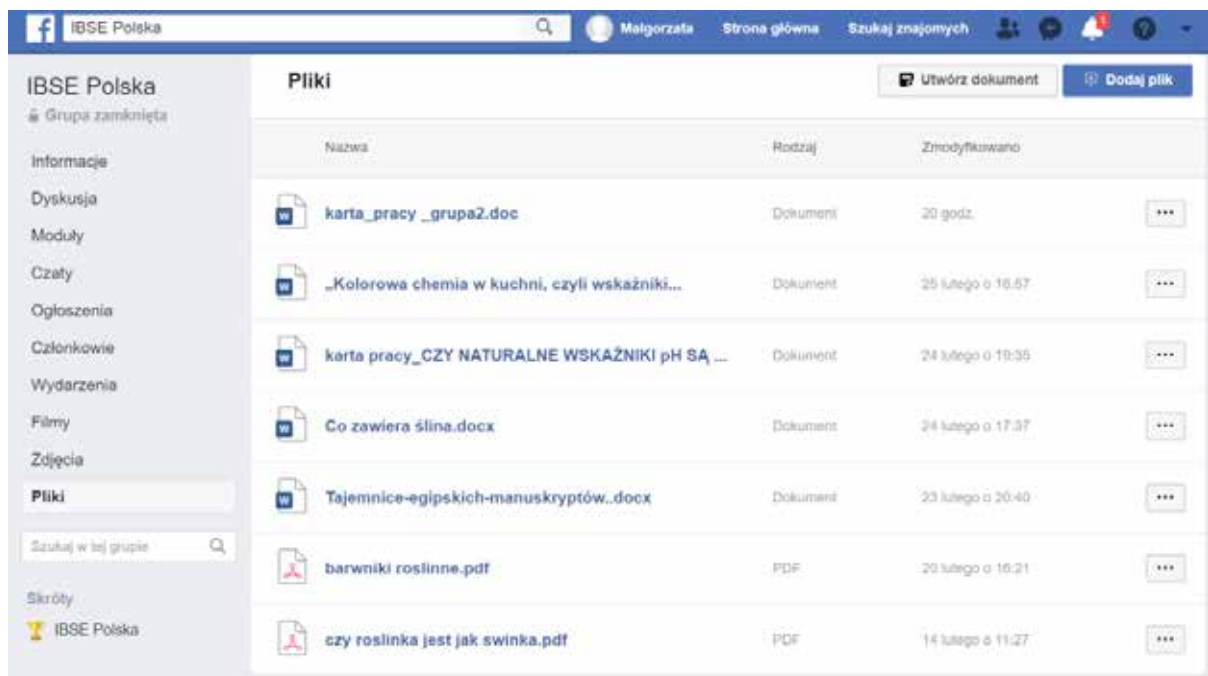 f IBSE Polska Małgorzata Strona główna Szukaj znajomych 1 ?
IBSE Polska
Grupa zamknięta
Informacje
Dyskusja
Moduły
Czaty
Ogłoszenia
Członkowie
Wydarzenia
Filmy
Zdjęcia
Pliki
Szukaj w tej grupie
Skróty
IBSE Polska
Pliki Utwórz dokument Dodaj plik
Nazwa Rodzaj Zmodyfikowano
W karta_pracy _grupa2.doc Dokument 20 godz. ...
W „Kolorowa chemia w kuchni, czyli wskaźniki... Dokument 25 lutego o 16:57 ...
W karta pracy_CZY NATURALNE WSKAŹNIKI pH SĄ ... Dokument 24 lutego o 19:35 ...
W Co zawiera ślina.docx Dokument 24 lutego o 17:37 ...
W Tajemnice-egipskich-manuskryptów..docx Dokument 23 lutego o 20:40 ...
barwniki roslinne.pdf PDF 20 lutego o 16:21 ...
czy roslinka jest jak swinka.pdf PDF 14 lutego o 11:27 ...